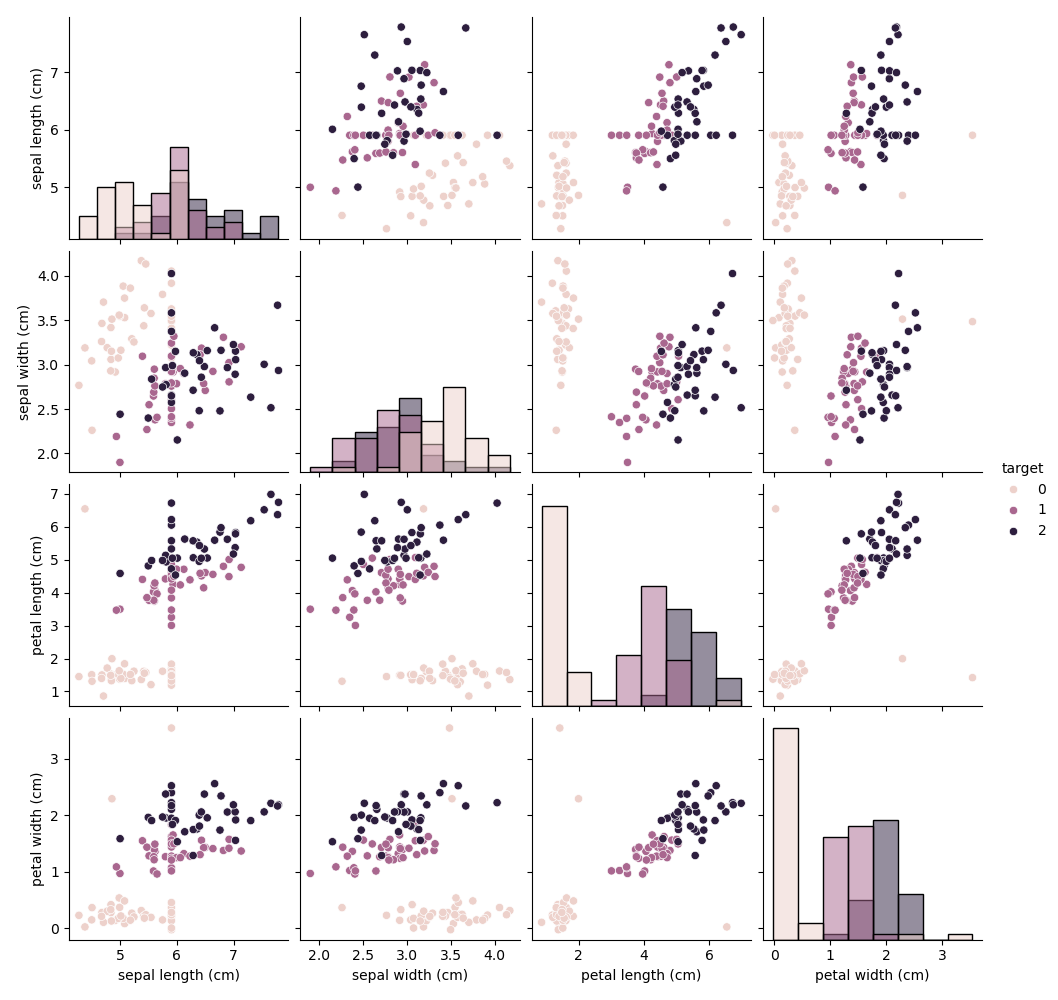 sepal length (cm)
7
6
5
sepal width (cm)
4.0
3.5
3.0
2.5
2.0
petal length (cm)
7
6
5
4
3
2
1
petal width (cm)
3
2
1
0
5 6 7
sepal length (cm)
2.0 2.5 3.0 3.5 4.0
sepal width (cm)
2 4 6
petal length (cm)
0 1 2 3
petal width (cm)
target
0
1
2